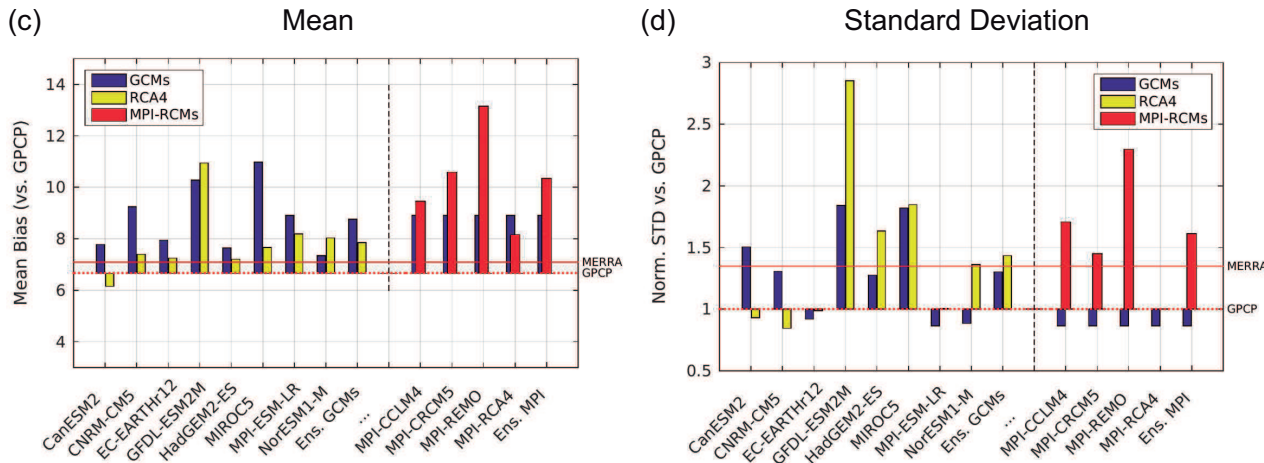 (c) Mean
Mean Bias (vs. GPCP)
14
12
10
8
6
4
GCMs
RCA4
MPI-RCMs
MERRA
GPCP
CanESM2
CNRM-CM5
EC-EARTHr12
GFDL-ESM2M
HadGEM2-ES
MIROC5
MPI-ESM-LR
NorESM1-M
Ens. GCMs
...
MPI-CCLM4
MPI-CRCM5
MPI-REMO
MPI-RCA4
Ens. MPI
(d) Standard Deviation
Norm. STD vs. GPCP
3
2.5
2
1.5
1
0.5
GCMs
RCA4
MPI-RCMs
MERRA
GPCP
CanESM2
CNRM-CM5
EC-EARTHr12
GFDL-ESM2M
HadGEM2-ES
MIROC5
MPI-ESM-LR
NorESM1-M
Ens. GCMs
...
MPI-CCLM4
MPI-CRCM5
MPI-REMO
MPI-RCA4
Ens. MPI